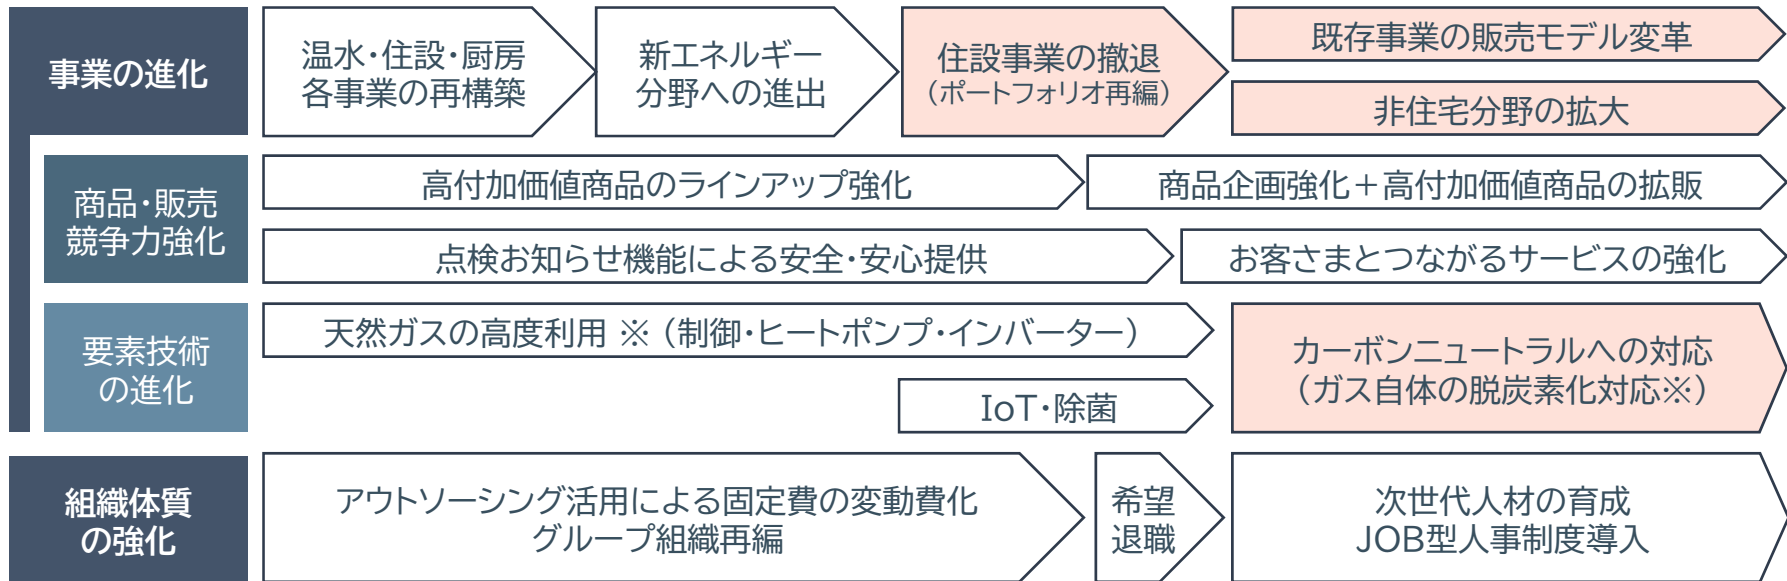 事業の進化
温水・住設・厨房
各事業の再構築
新エネルギー
分野への進出
住設事業の撤退
（ポートフォリオ再編）
既存事業の販売モデル変革
非住宅分野の拡大
商品・販売
競争力強化
高付加価値商品のラインアップ強化
商品企画強化＋高付加価値商品の拡販
点検お知らせ機能による安全・安心提供
お客さまとつながるサービスの強化
要素技術
の進化
天然ガスの高度利用 ※（制御・ヒートポンプ・インバーター）
IoT・除菌
カーボンニュートラルへの対応
（ガス自体の脱炭素化対応※）
組織体質
の強化
アウトソーシング活用による固定費の変動費化
グループ組織再編
希望
退職
次世代人材の育成
JOB型人事制度導入